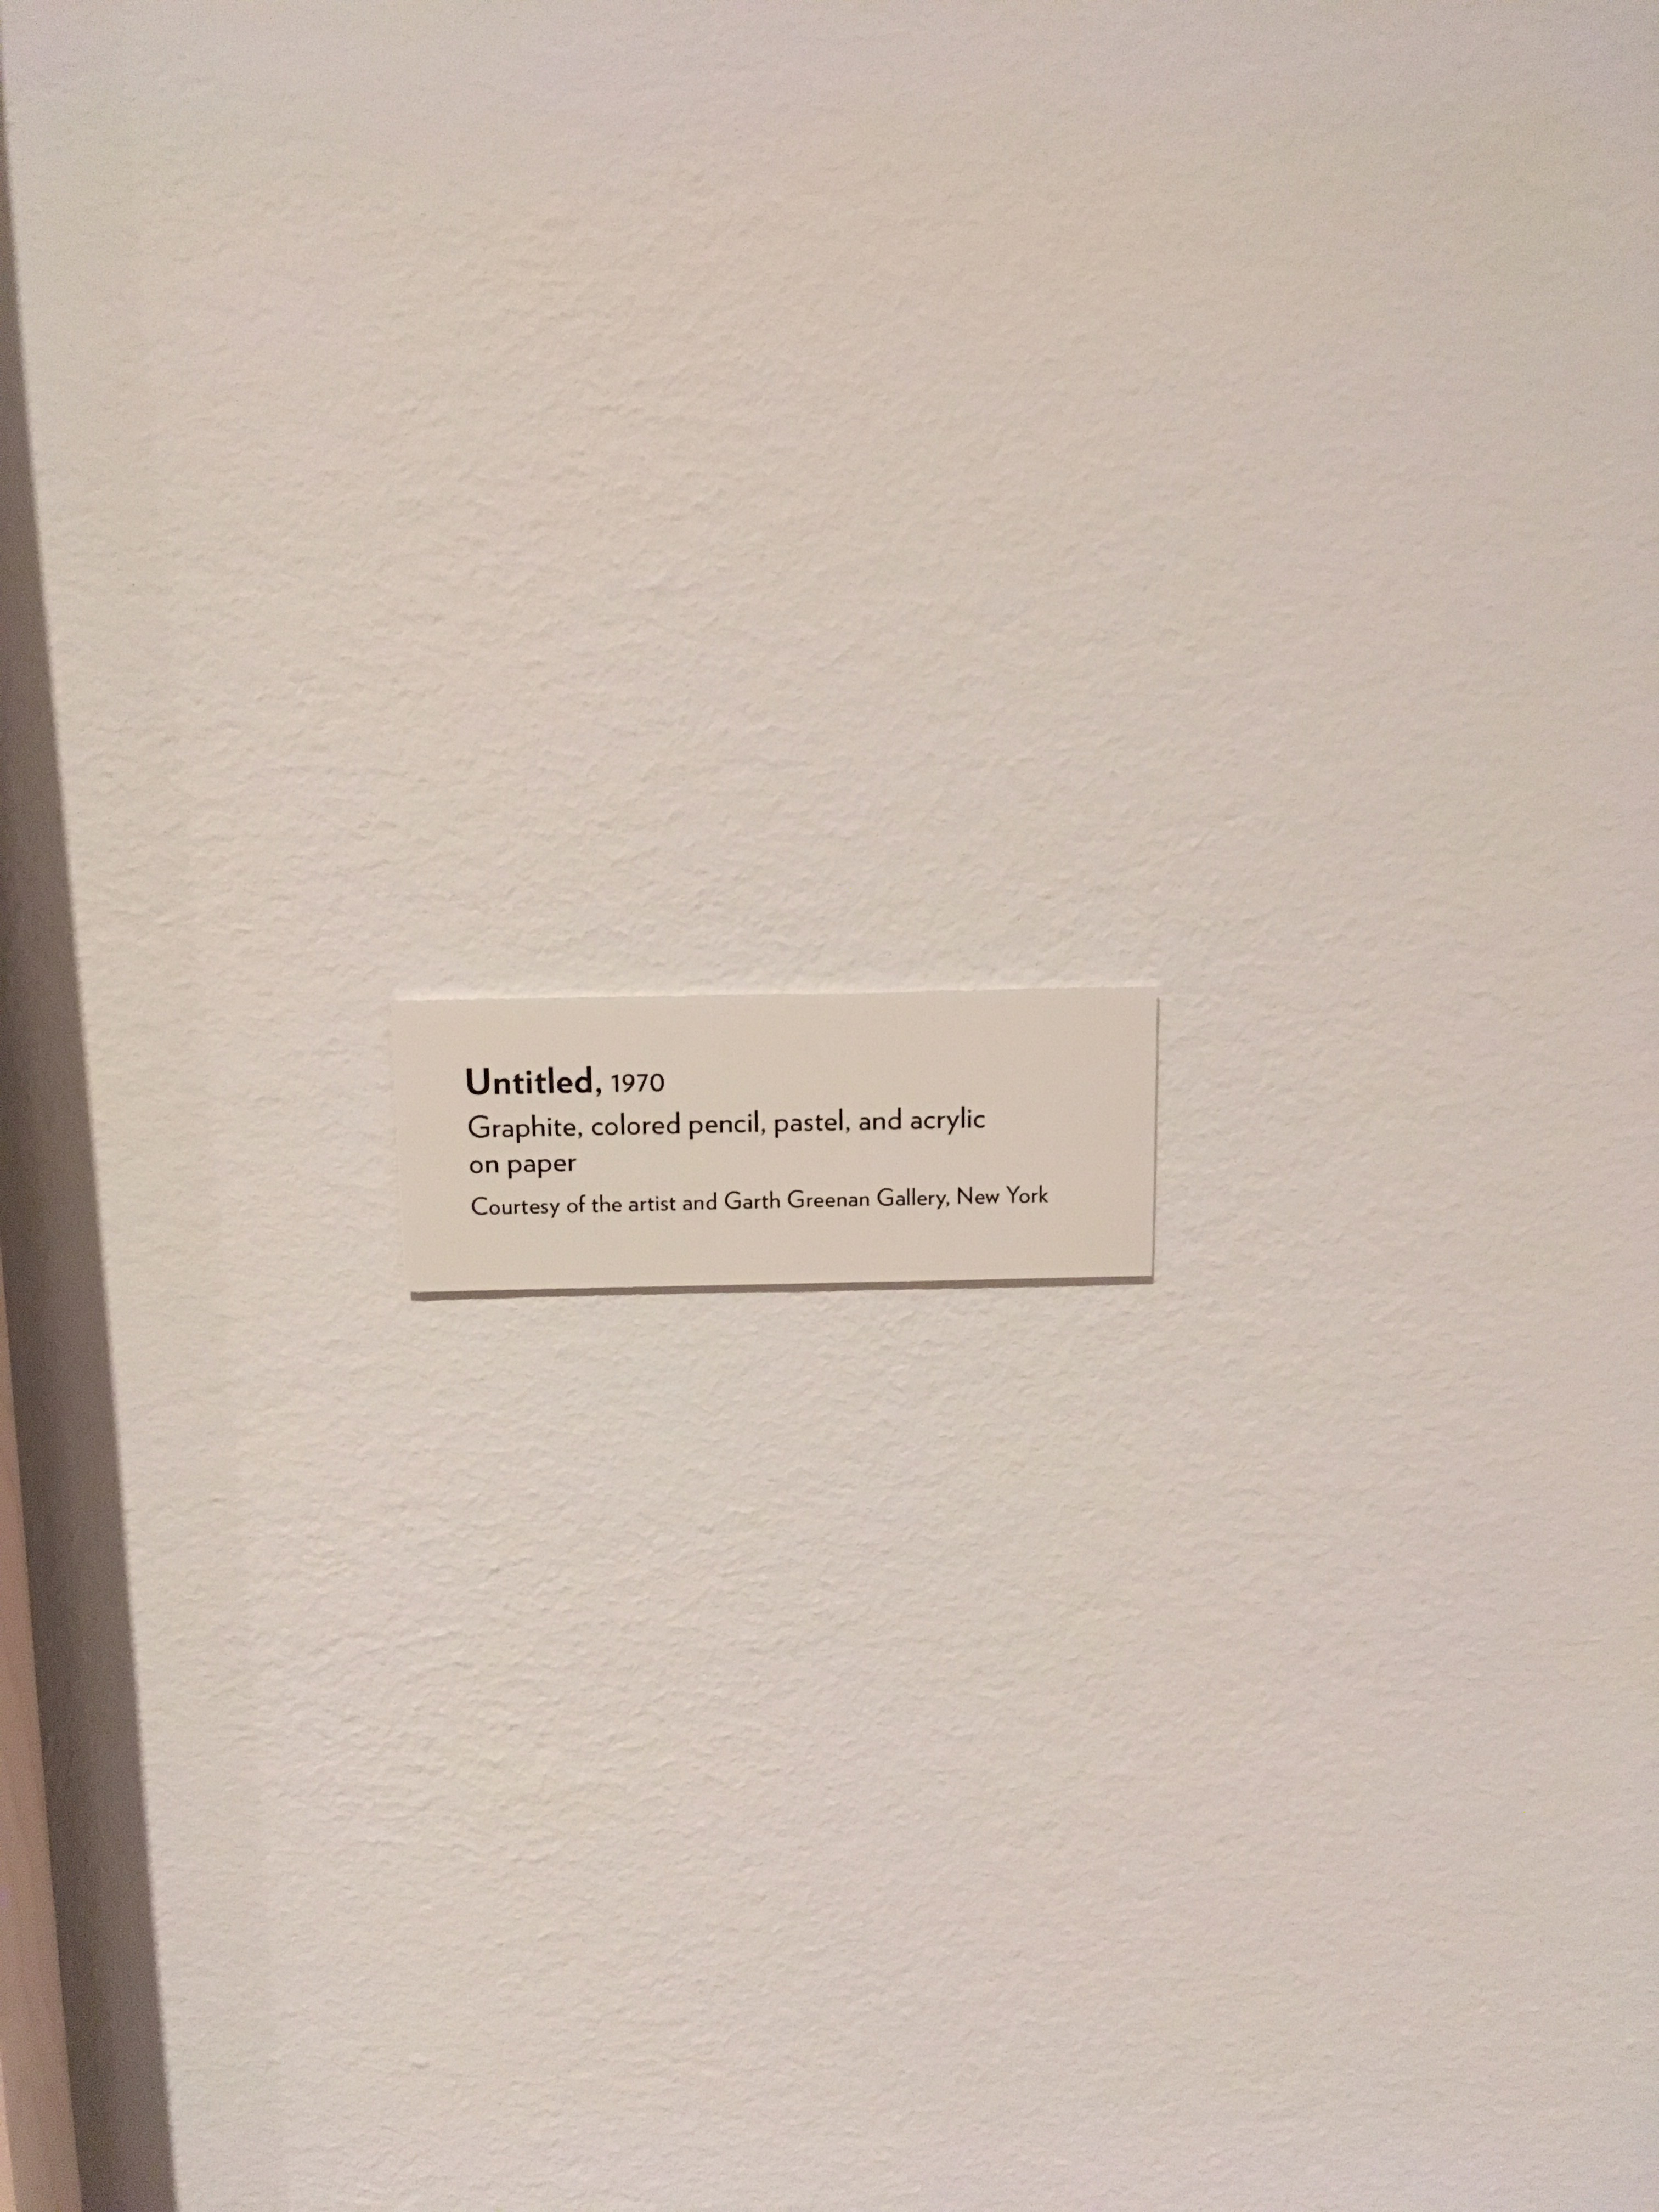 Untitled, 1970
Graphite, colored pencil, pastel, and acrylic
on paper
Courtesy of the artist and Garth Greenan Gallery, New York